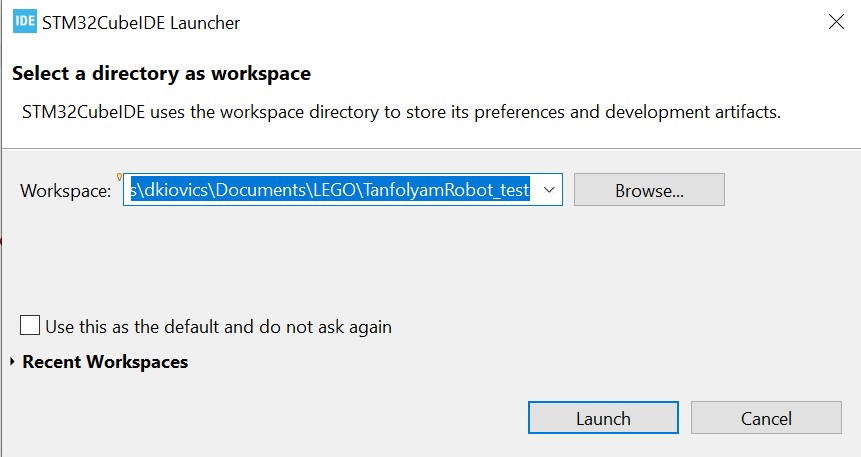 IDE STM32CubeIDE Launcher
Select a directory as workspace
STM32CubeIDE uses the workspace directory to store its preferences and development artifacts.
Workspace: s\dkiovics\Documents\LEGO\TanfolyamRobot_test Browse...
Use this as the default and do not ask again
Recent Workspaces
Launch Cancel